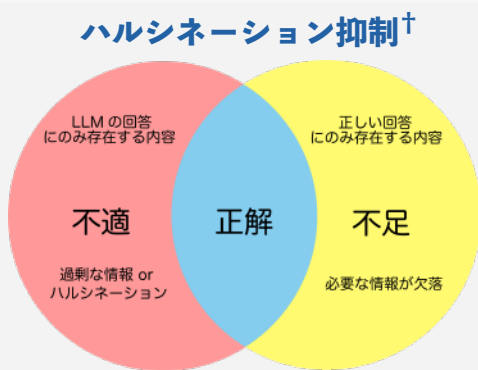 ハルシネーション抑制†
LLM の回答
にのみ存在する内容
正しい回答
にのみ存在する内容
不適
正解
不足
過剰な情報 or
ハルシネーション
必要な情報が欠落